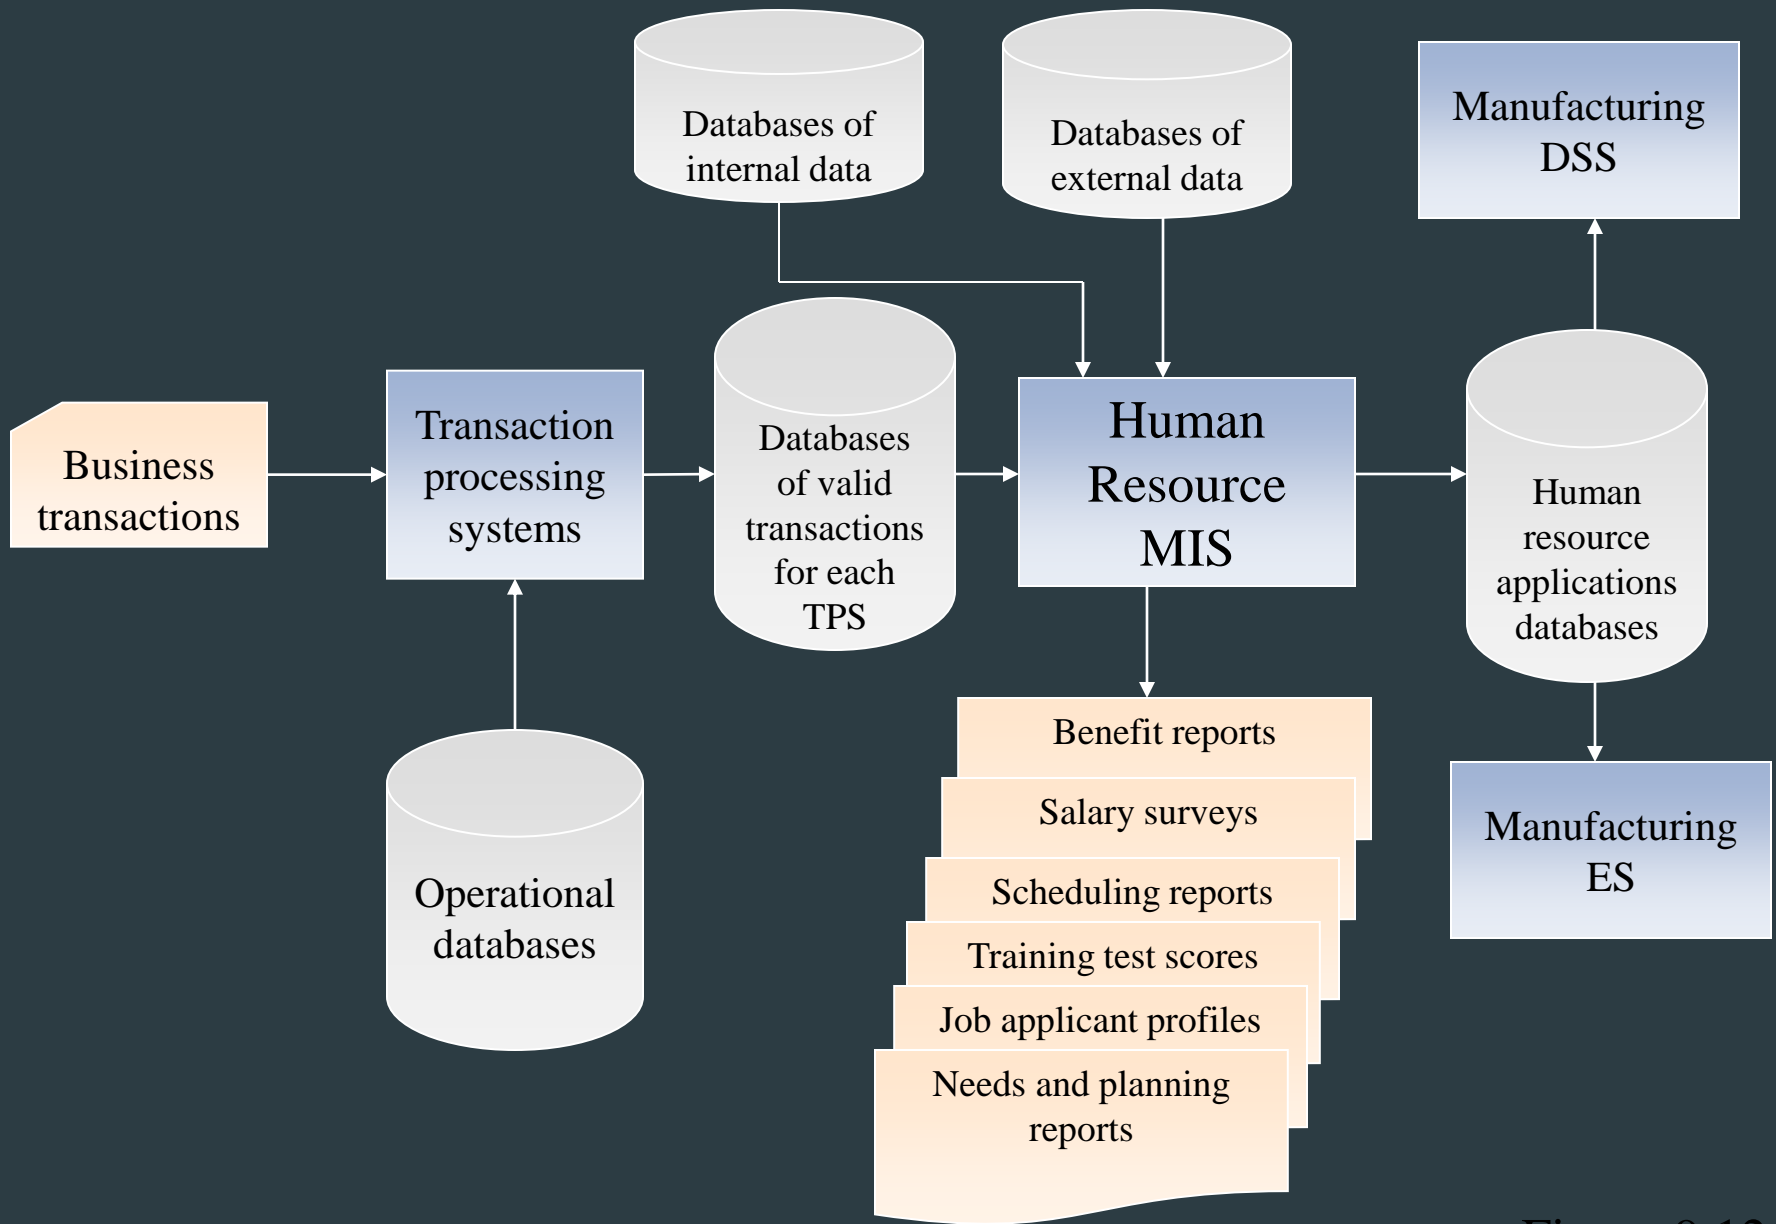 Databases of
internal data
Databases of
external data
Manufacturing
DSS
Business
transactions
Transaction
processing
systems
Databases
of valid
transactions
for each
TPS
Human
Resource
MIS
Human
resource
applications
databases
Operational
databases
Benefit reports
Salary surveys
Scheduling reports
Training test scores
Job applicant profiles
Needs and planning
reports
Manufacturing
ES